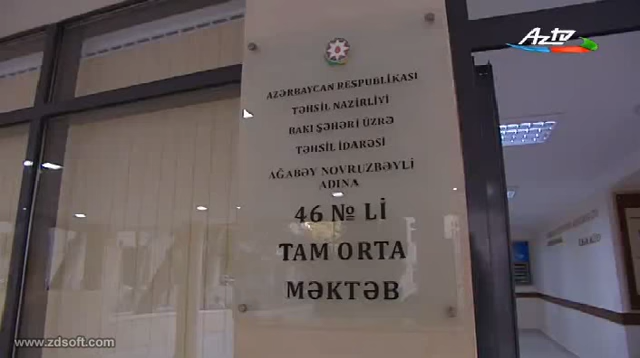 AzTV
AZƏRBAYCAN RESPUBLİKASI
TƏHSİL NAZİRLİYİ
BAKI ŞƏHƏRİ ÜZRƏ
TƏHSİL İDARƏSİ
AĞABƏY NOVRUZBƏYLİ
ADINA
46 № Lİ
TAM ORTA
MƏKTƏB
www.zdsoft.com